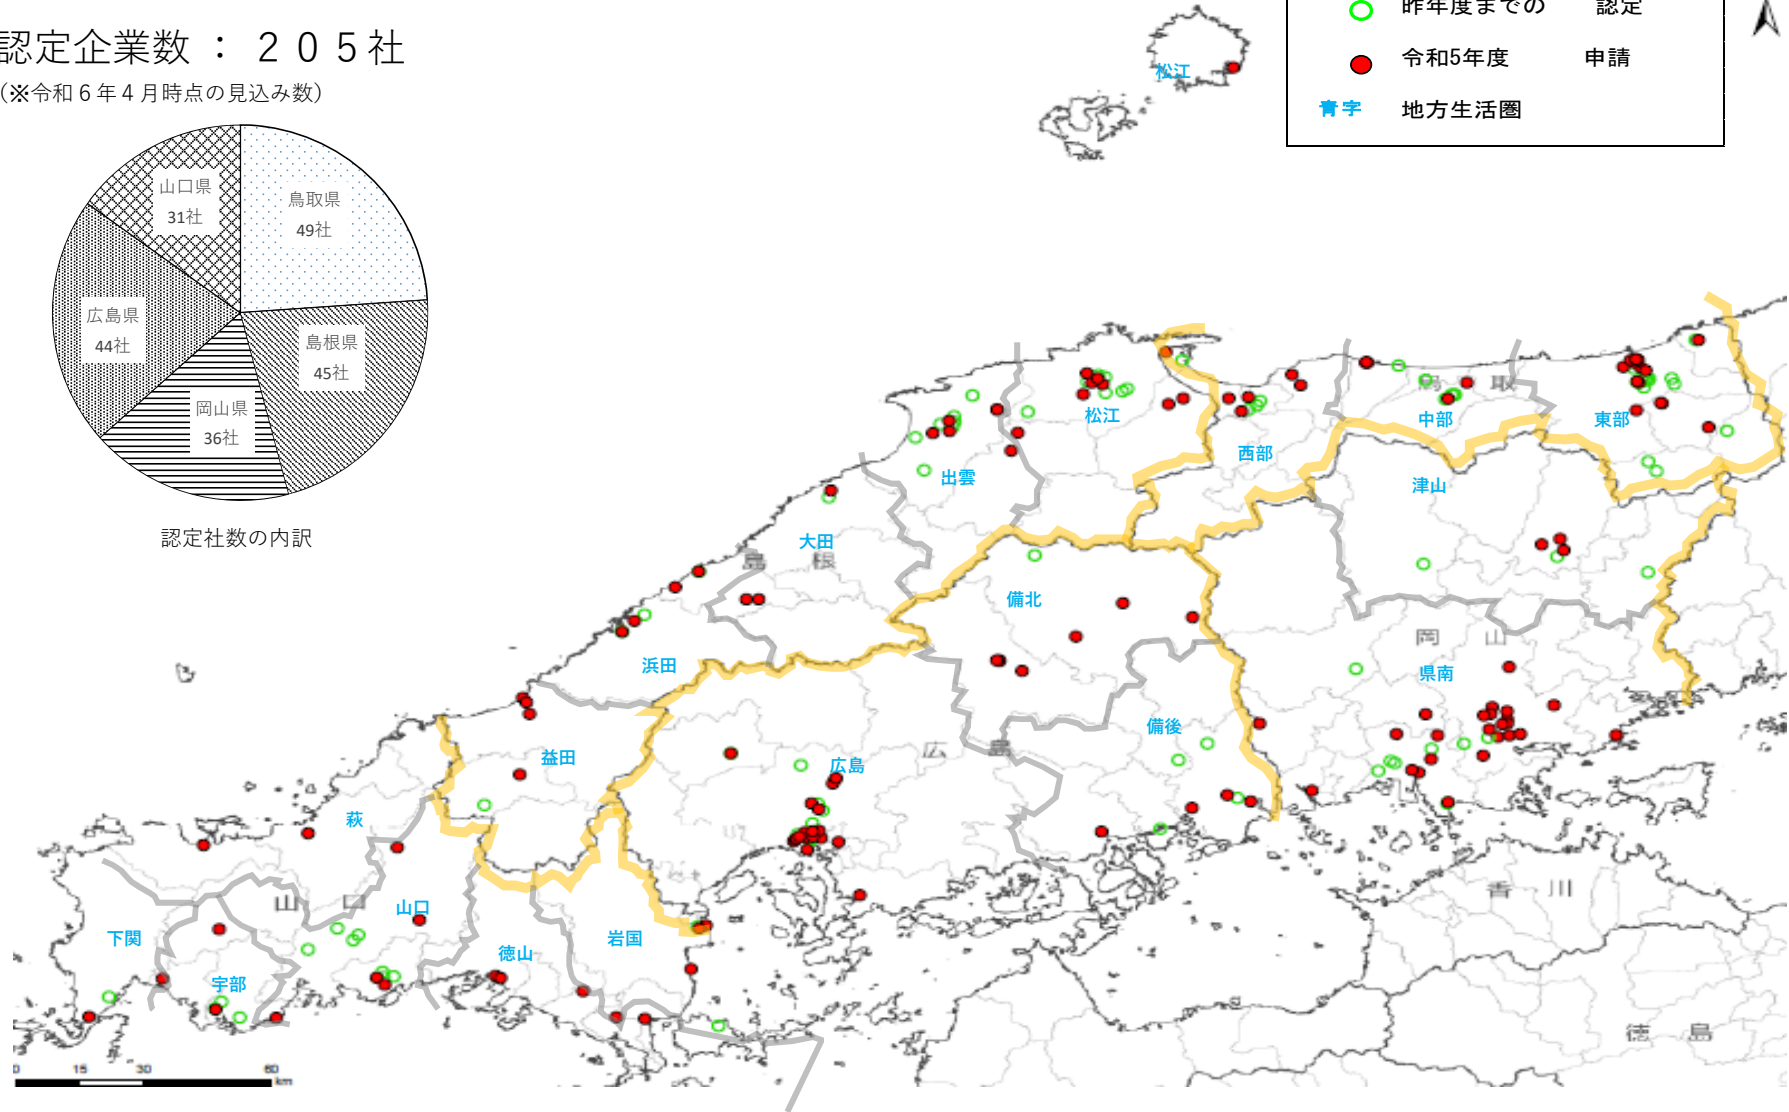 認定企業数 ： ２０５社
（※令和６年４月時点の見込み数）
山口県
31社
鳥取県
49社
広島県
44社
島根県
45社
岡山県
36社
認定社数の内訳
昨年度までの 認定
令和5年度 申請
青字 地方生活圏
松江
松江
鳥 取
中部
東部
西部
出雲
津山
大田
島 根
備北
岡 山
県南
浜田
備後
広 島
益田
広島
萩
山 口
山口
香 川
下関
徳山
岩国
宇部
徳 島
0 15 30 60
km